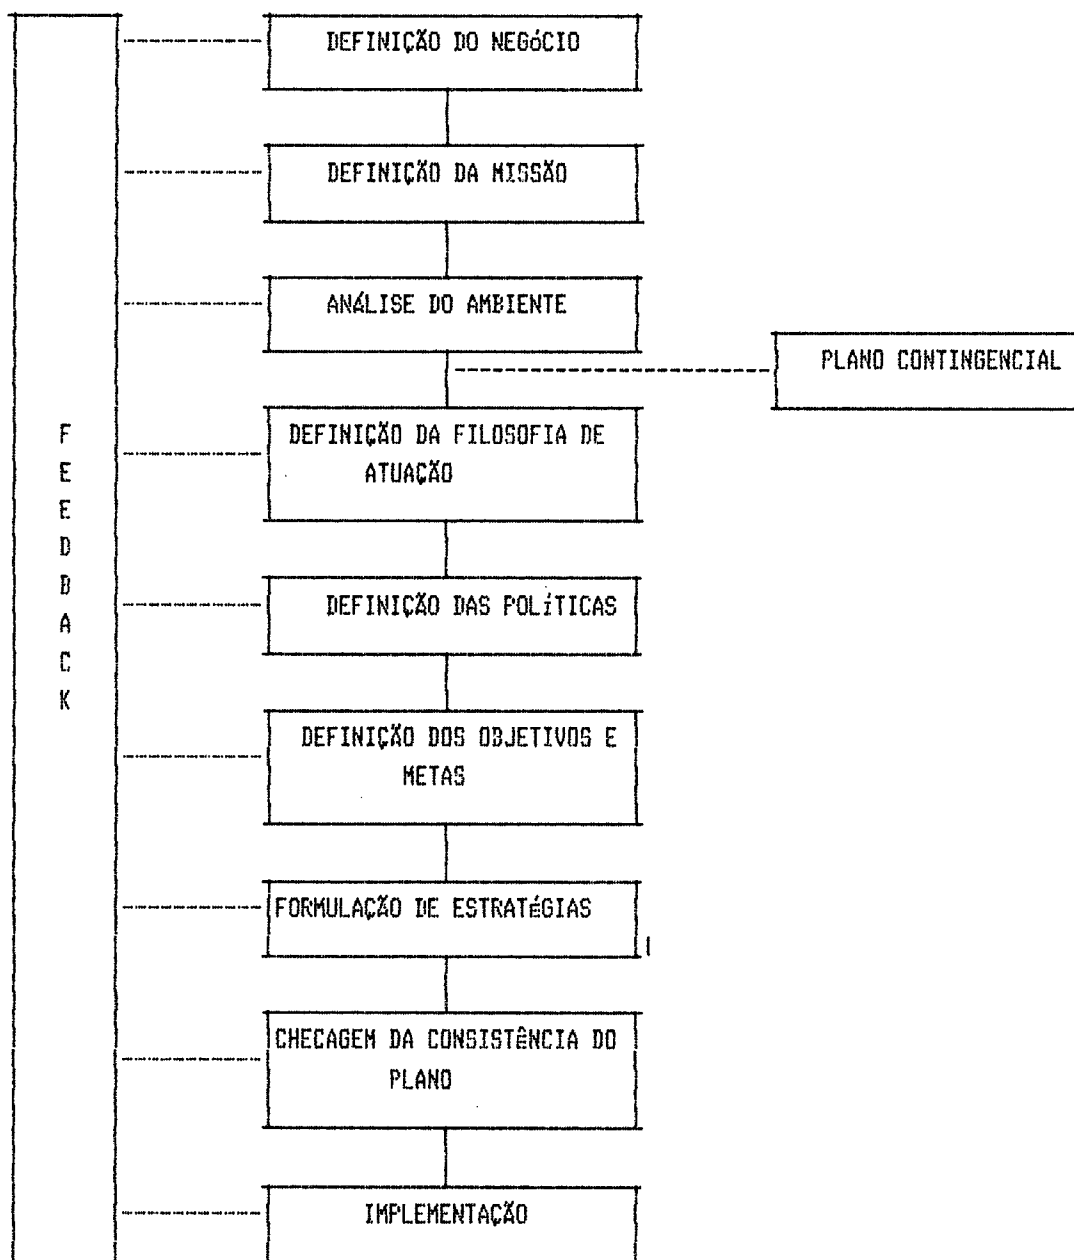 DEFINIÇÃO DO NEGÓCIO
DEFINIÇÃO DA MISSÃO
ANÁLISE DO AMBIENTE
PLANO CONTINGENCIAL
DEFINIÇÃO DA FILOSOFIA DE
ATUAÇÃO
DEFINIÇÃO DAS POLÍTICAS
DEFINIÇÃO DOS OBJETIVOS E
METAS
FORMULAÇÃO DE ESTRATÉGIAS
CHECAGEM DA CONSISTÊNCIA DO
PLANO
IMPLEMENTAÇÃO
F
E
E
D
B
A
C
K